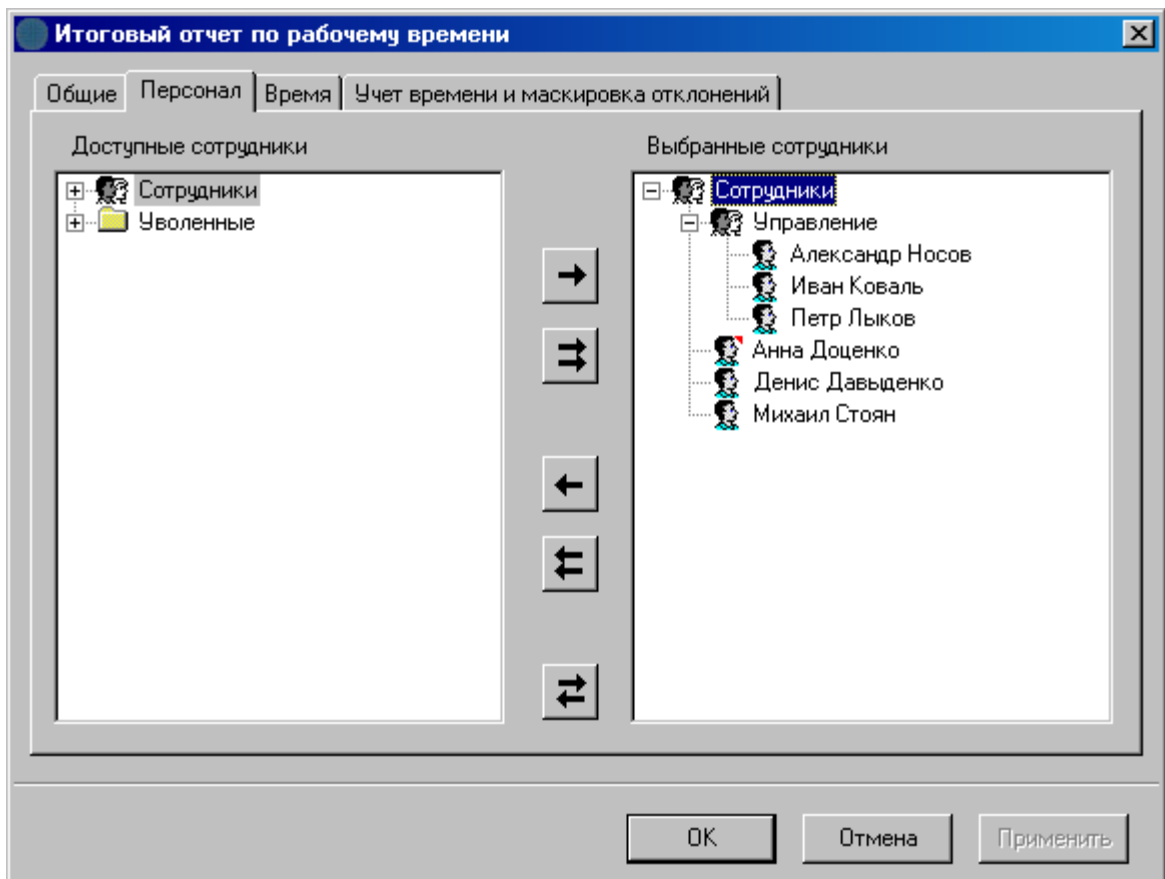 Итоговый отчет по рабочему времени
Общие Персонал Время Учет времени и маскировка отклонений
Доступные сотрудники
Сотрудники
Уволенные
Выбранные сотрудники
Сотрудники
Управление
Александр Носов
Иван Коваль
Петр Лыков
Анна Доценко
Денис Давыденко
Михаил Стоян
OK Отмена Применить